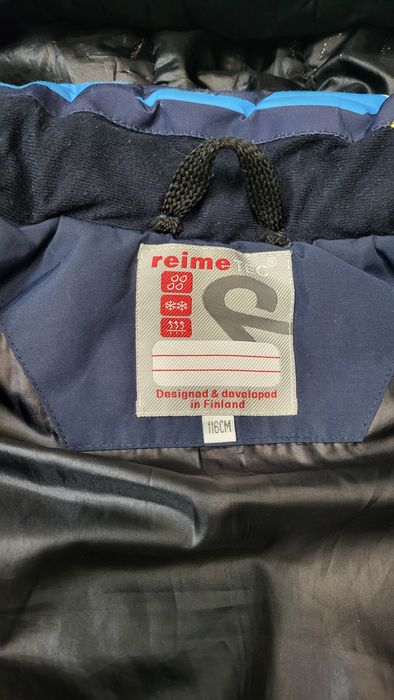 reimatec®
Designed & developed
in Finland
116CM